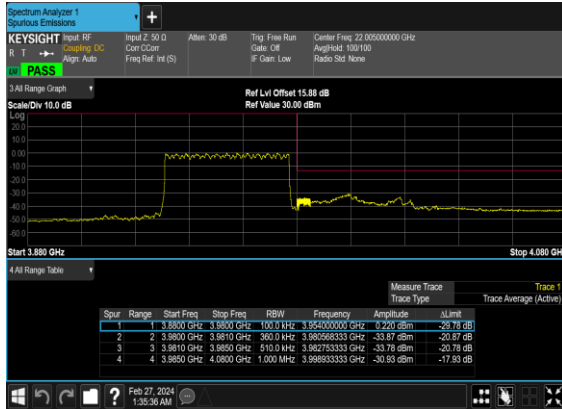 Spectrum Analyzer 1
Spurious Emissions
+
KEYSIGHT Input: RF Input Z: 50 Ω Atten: 30 dB Trig: Free Run Center Freq: 22.005000000 GHz
R T Coupling: DC Corr CCorr Gate: Off Avg|Hold: 100/100
Align: Auto Freq Ref: Int (S) IF Gain: Low Radio Std: None
LXI PASS
3 All Range Graph
Ref Lvl Offset 15.88 dB
Scale/Div 10.0 dB Ref Value 30.00 dBm
Log
20.0
10.0
0.00
-10.0
-20.0
-30.0
-40.0
-50.0
-60.0
Start 3.880 GHz Stop 4.080 GHz
4 All Range Table
Measure Trace Trace 1
Trace Type Trace Average (Active)
Spur Range Start Freq Stop Freq RBW Frequency Amplitude ΔLimit
1 1 3.8800 GHz 3.9800 GHz 100.0 kHz 3.954000000 GHz 0.220 dBm -29.78 dB
2 2 3.9800 GHz 3.9810 GHz 360.0 kHz 3.980568333 GHz -33.87 dBm -20.87 dB
3 3 3.9810 GHz 3.9850 GHz 510.0 kHz 3.982753333 GHz -33.78 dBm -20.78 dB
4 4 3.9850 GHz 4.0800 GHz 1.000 MHz 3.998933333 GHz -30.93 dBm -17.93 dB
? Feb 27, 2024
1:35:36 AM